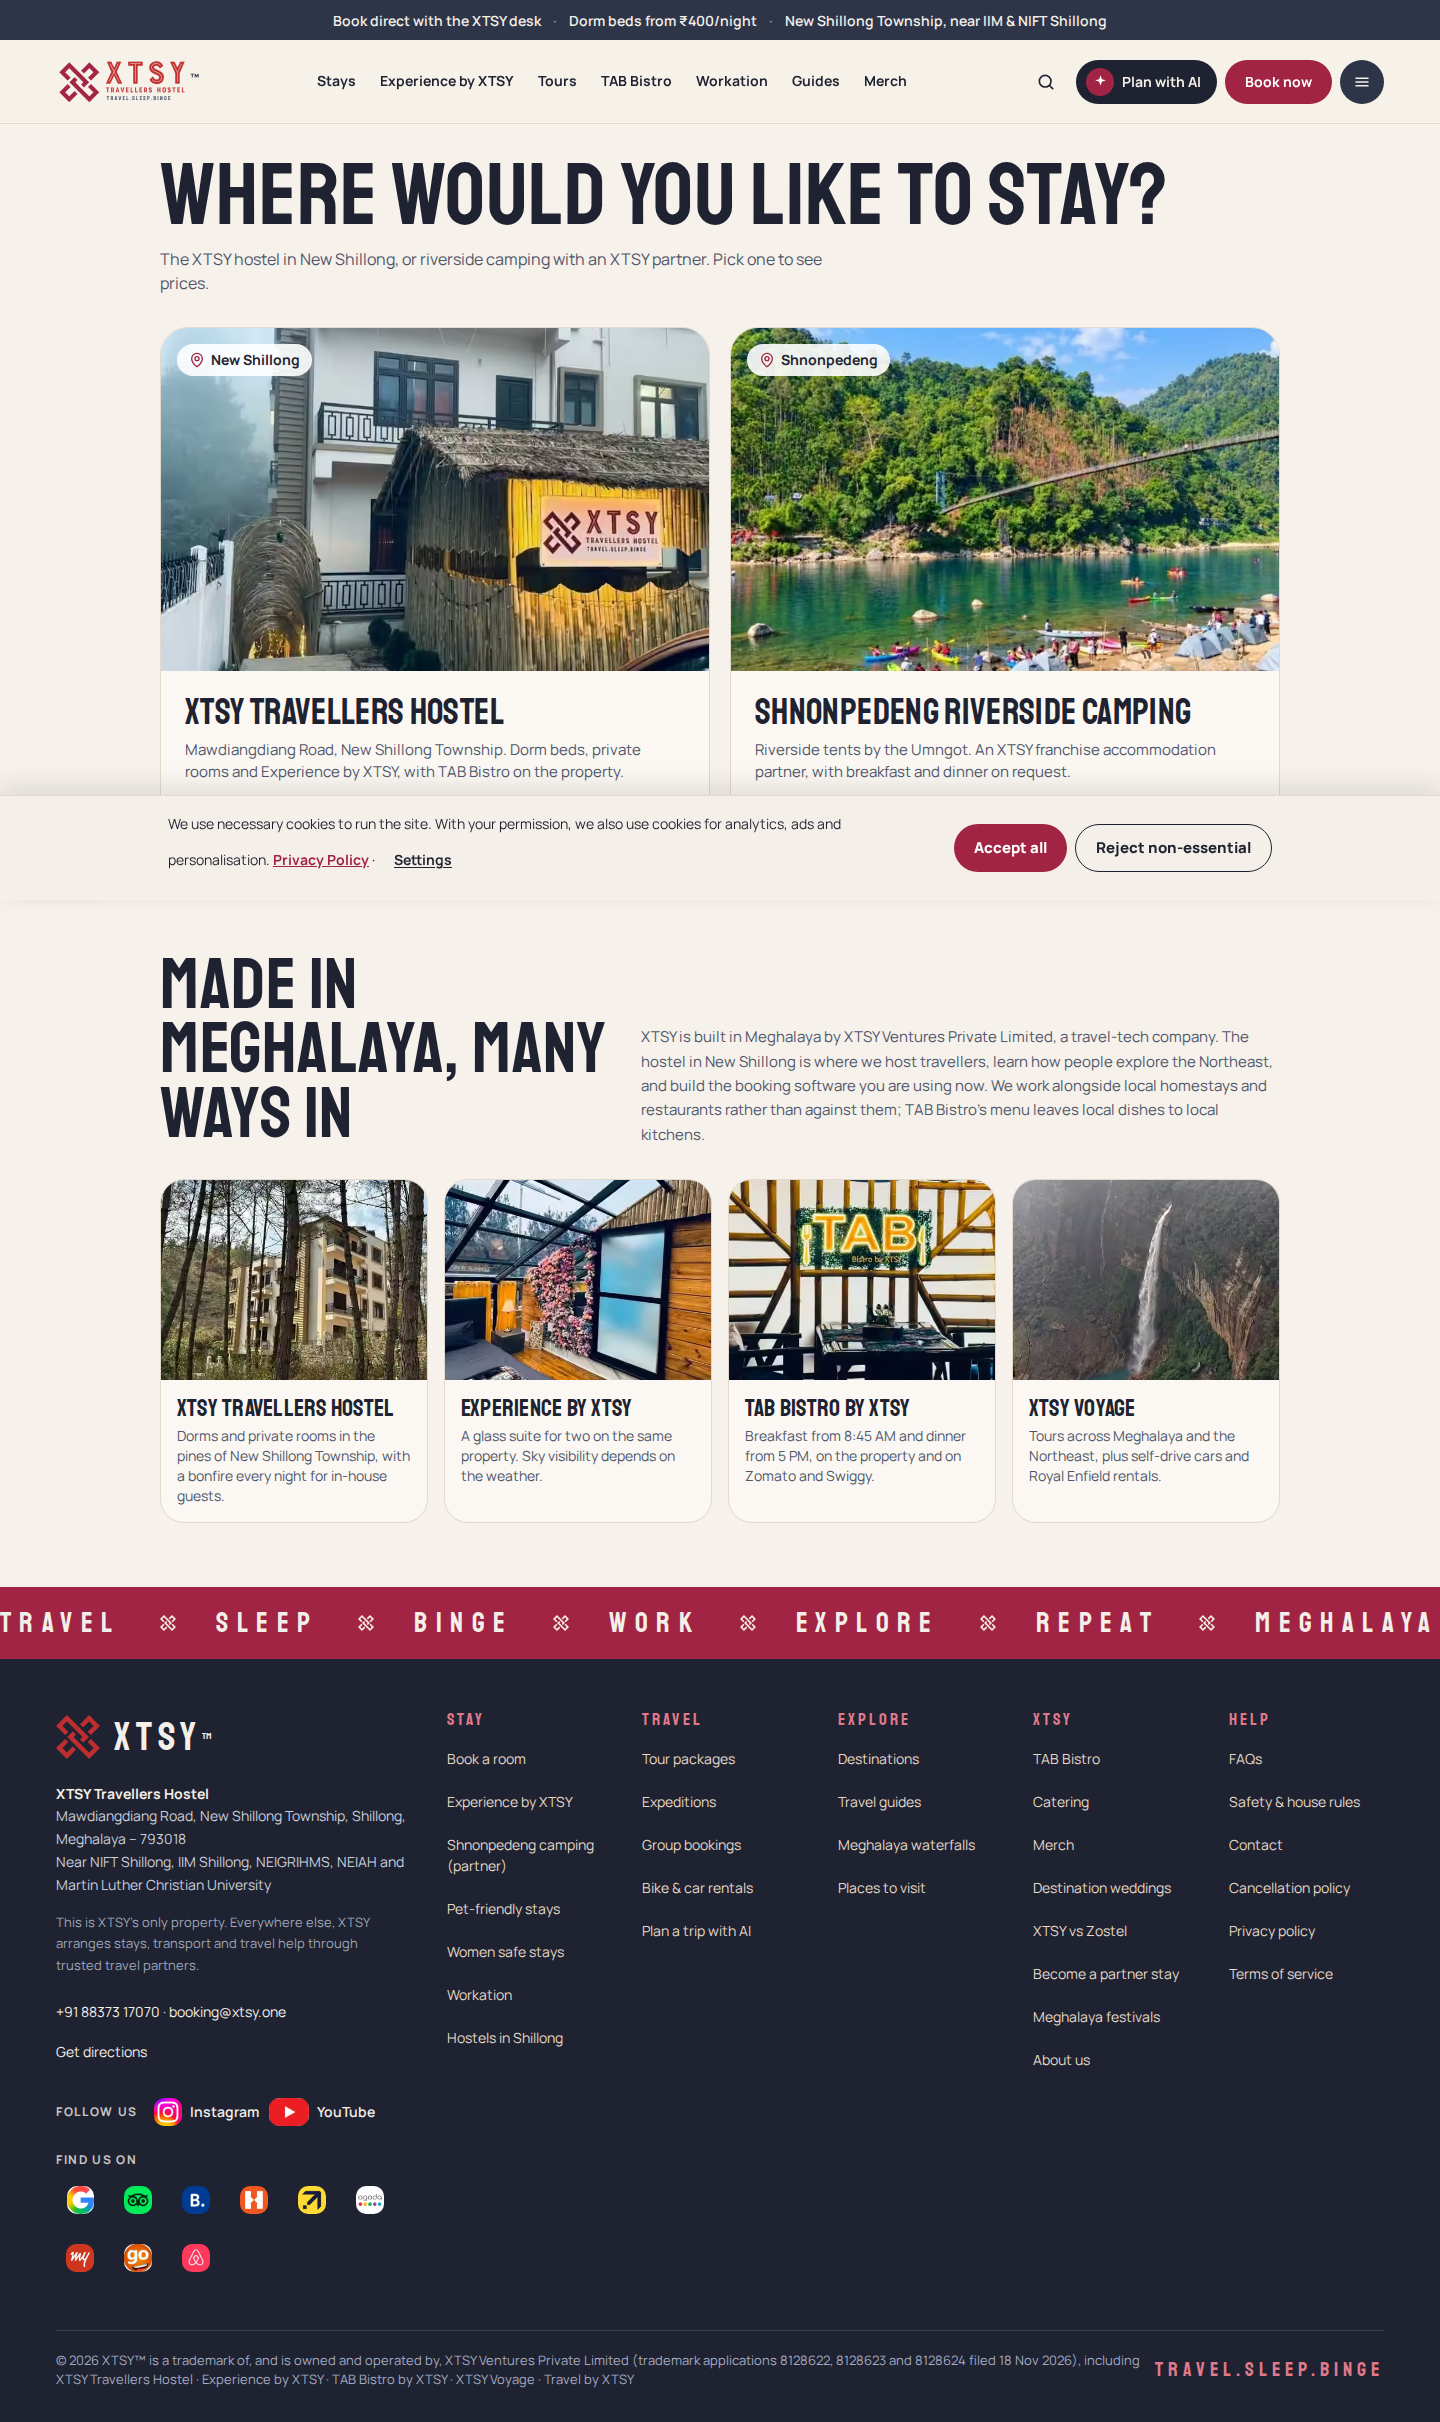 Book direct with the XTSY desk · Dorm beds from ₹400/night · New Shillong Township, near IIM & NIFT Shillong
XTSY™
TRAVELLERS HOSTEL
TRAVEL.SLEEP.BINGE
Stays Experience by XTSY Tours TAB Bistro Workation Guides Merch
Plan with AI
Book now
WHERE WOULD YOU LIKE TO STAY?
The XTSY hostel in New Shillong, or riverside camping with an XTSY partner. Pick one to see
prices.
New Shillong
XTSY
TRAVELLERS HOSTEL
TRAVEL.SLEEP.BINGE
XTSY TRAVELLERS HOSTEL
Mawdiangdiang Road, New Shillong Township. Dorm beds, private
rooms and Experience by XTSY, with TAB Bistro on the property.
Shnonpedeng
SHNONPEDENG RIVERSIDE CAMPING
Riverside tents by the Umngot. An XTSY franchise accommodation
partner, with breakfast and dinner on request.
We use necessary cookies to run the site. With your permission, we also use cookies for analytics, ads and
personalisation. Privacy Policy · Settings
Accept all
Reject non-essential
MADE IN
MEGHALAYA, MANY
WAYS IN
XTSY is built in Meghalaya by XTSY Ventures Private Limited, a travel-tech company. The
hostel in New Shillong is where we host travellers, learn how people explore the Northeast,
and build the booking software you are using now. We work alongside local homestays and
restaurants rather than against them; TAB Bistro's menu leaves local dishes to local
kitchens.
XTSY TRAVELLERS HOSTEL
Dorms and private rooms in the
pines of New Shillong Township, with
a bonfire every night for in-house
guests.
EXPERIENCE BY XTSY
A glass suite for two on the same
property. Sky visibility depends on
the weather.
TAB
Bistro by XTSY
TAB BISTRO BY XTSY
Breakfast from 8:45 AM and dinner
from 5 PM, on the property and on
Zomato and Swiggy.
XTSY VOYAGE
Tours across Meghalaya and the
Northeast, plus self-drive cars and
Royal Enfield rentals.
TRAVEL SLEEP BINGE WORK EXPLORE REPEAT MEGHALAYA
XTSY™
XTSY Travellers Hostel
Mawdiangdiang Road, New Shillong Township, Shillong,
Meghalaya – 793018
Near NIFT Shillong, IIM Shillong, NEIGRIHMS, NEIAH and
Martin Luther Christian University
This is XTSY's only property. Everywhere else, XTSY
arranges stays, transport and travel help through
trusted travel partners.
+91 88373 17070 · booking@xtsy.one
Get directions
FOLLOW US Instagram YouTube
FIND US ON
G B. H agoda
my go
STAY
Book a room
Experience by XTSY
Shnonpedeng camping
(partner)
Pet-friendly stays
Women safe stays
Workation
Hostels in Shillong
TRAVEL
Tour packages
Expeditions
Group bookings
Bike & car rentals
Plan a trip with AI
EXPLORE
Destinations
Travel guides
Meghalaya waterfalls
Places to visit
XTSY
TAB Bistro
Catering
Merch
Destination weddings
XTSY vs Zostel
Become a partner stay
Meghalaya festivals
About us
HELP
FAQs
Safety & house rules
Contact
Cancellation policy
Privacy policy
Terms of service
© 2026 XTSY™ is a trademark of, and is owned and operated by, XTSY Ventures Private Limited (trademark applications 8128622, 8128623 and 8128624 filed 18 Nov 2026), including
XTSY Travellers Hostel · Experience by XTSY · TAB Bistro by XTSY · XTSY Voyage · Travel by XTSY
TRAVEL.SLEEP.BINGE